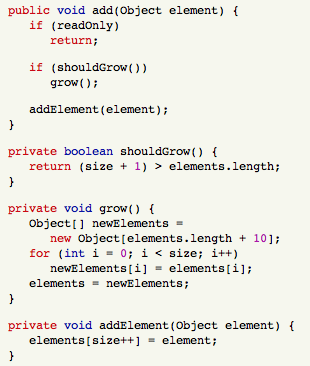 public void add(Object element) {
   if (readOnly)
      return;

   if (shouldGrow())
      grow();

   addElement(element);
}

private boolean shouldGrow() {
   return (size + 1) > elements.length;
}

private void grow() {
   Object[] newElements =
      new Object[elements.length + 10];
   for (int i = 0; i < size; i++)
      newElements[i] = elements[i];
   elements = newElements;
}

private void addElement(Object element) {
   elements[size++] = element;
}